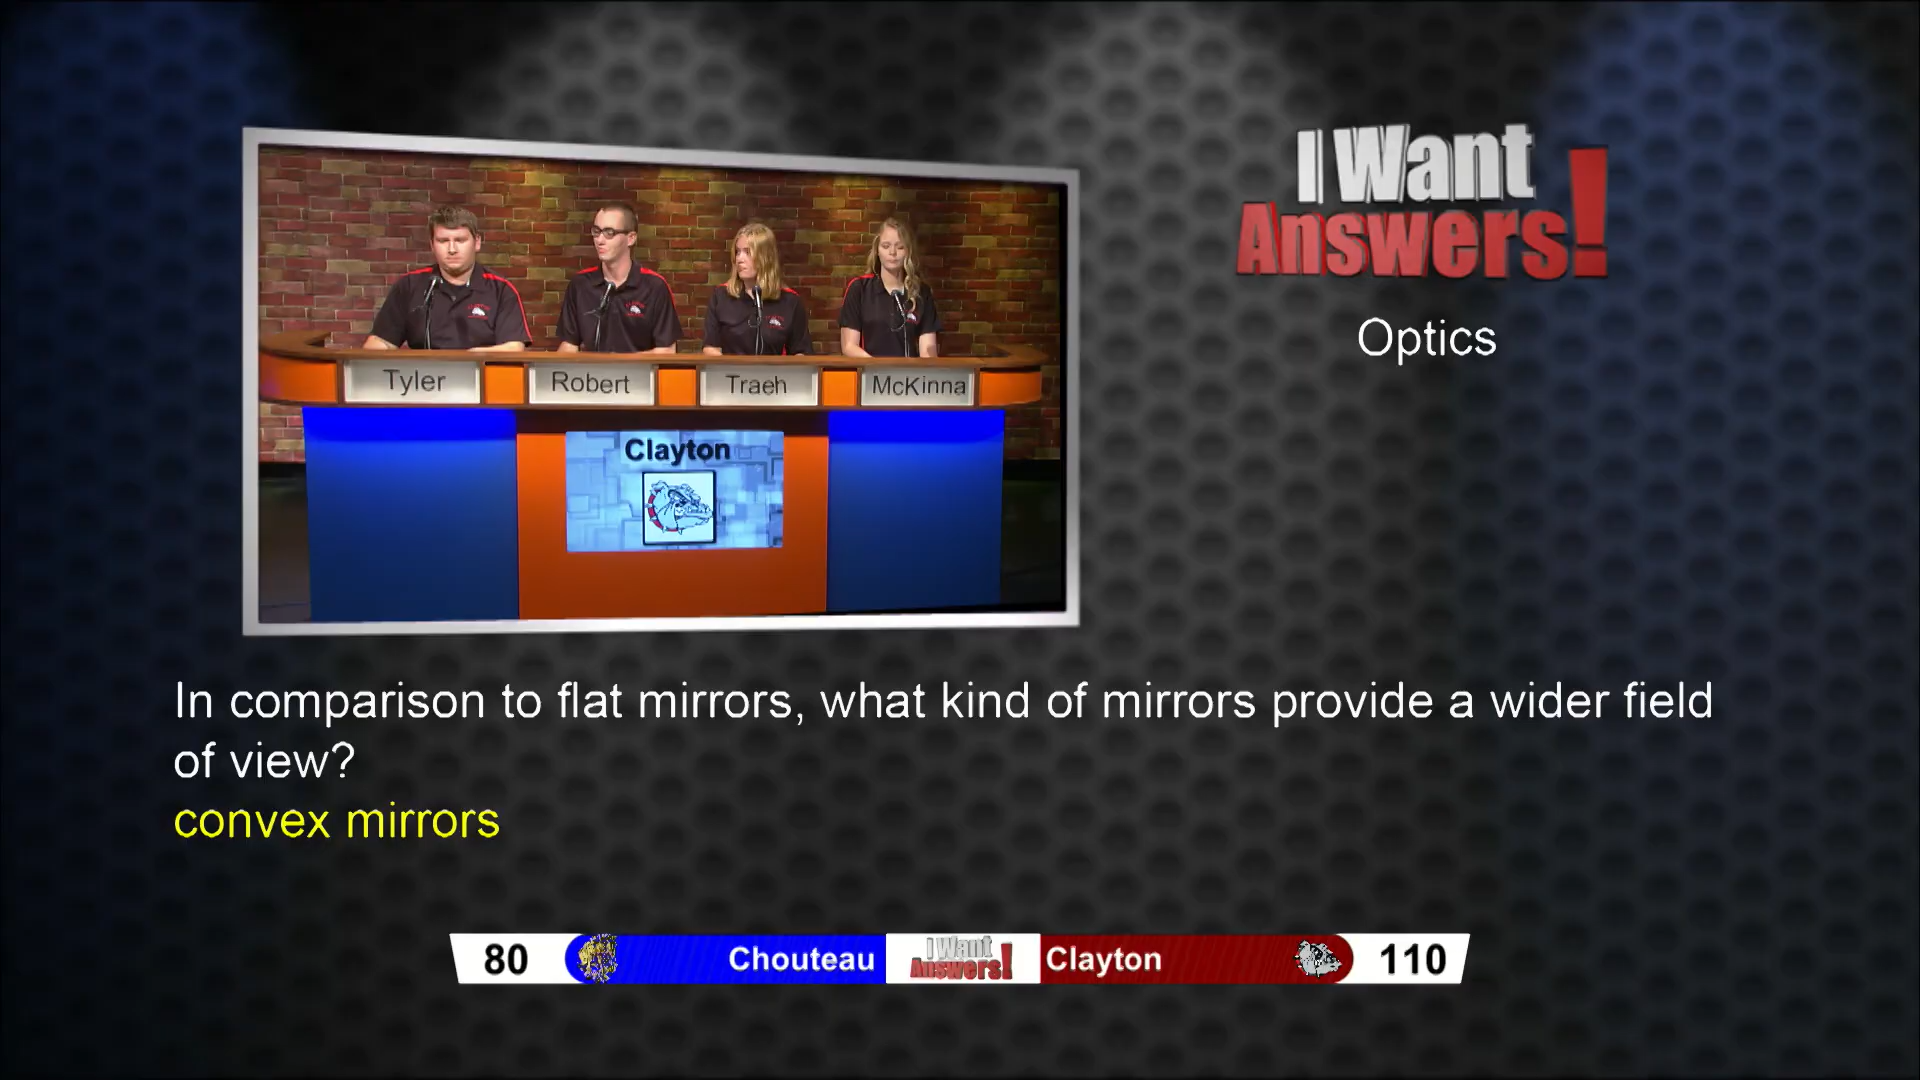 I Want
Answers!
Optics
Tyler
Robert
Traeh
McKinna
Clayton
In comparison to flat mirrors, what kind of mirrors provide a wider field
of view?
convex mirrors
80
Chouteau
I Want
Answers!
Clayton
110